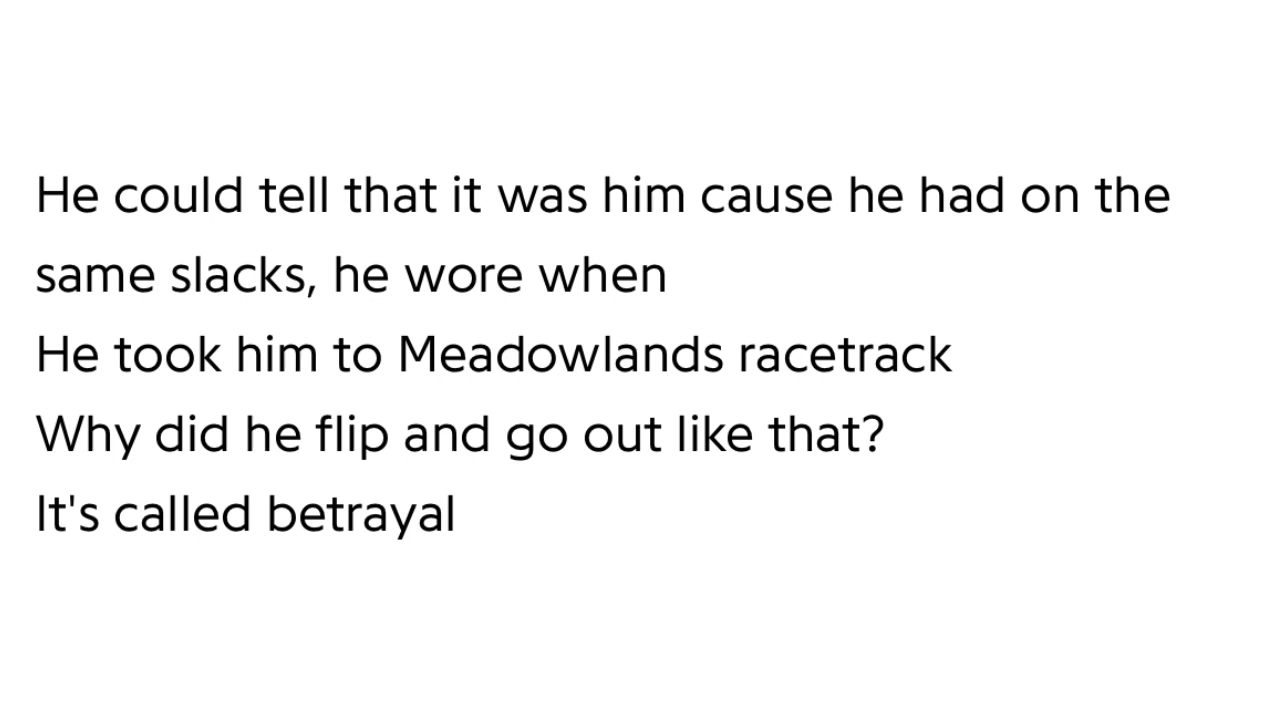 He could tell that it was him cause he had on the
same slacks, he wore when
He took him to Meadowlands racetrack
Why did he flip and go out like that?
It's called betrayal